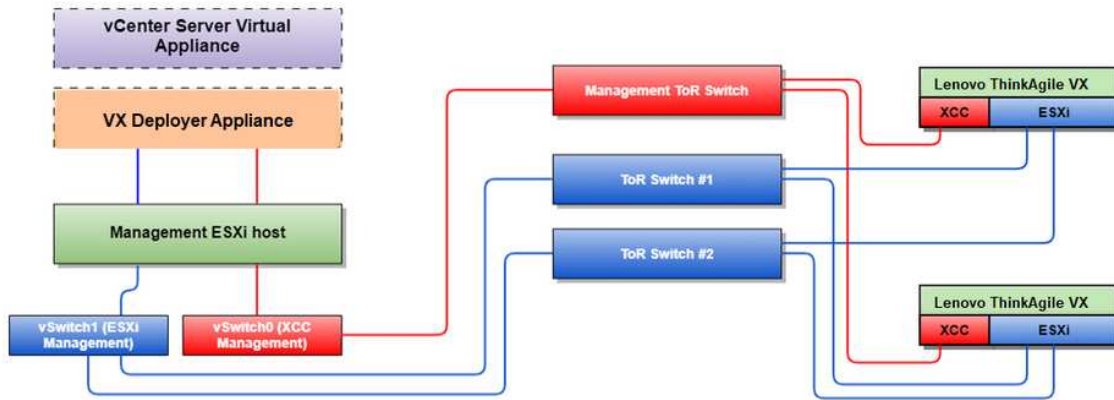 vCenter Server Virtual
Appliance
VX Deployer Appliance
Management ESXi host
vSwitch1 (ESXi
Management)
vSwitch0 (XCC
Management)
Management ToR Switch
ToR Switch #1
ToR Switch #2
Lenovo ThinkAgile VX
XCC
ESXi
Lenovo ThinkAgile VX
XCC
ESXi